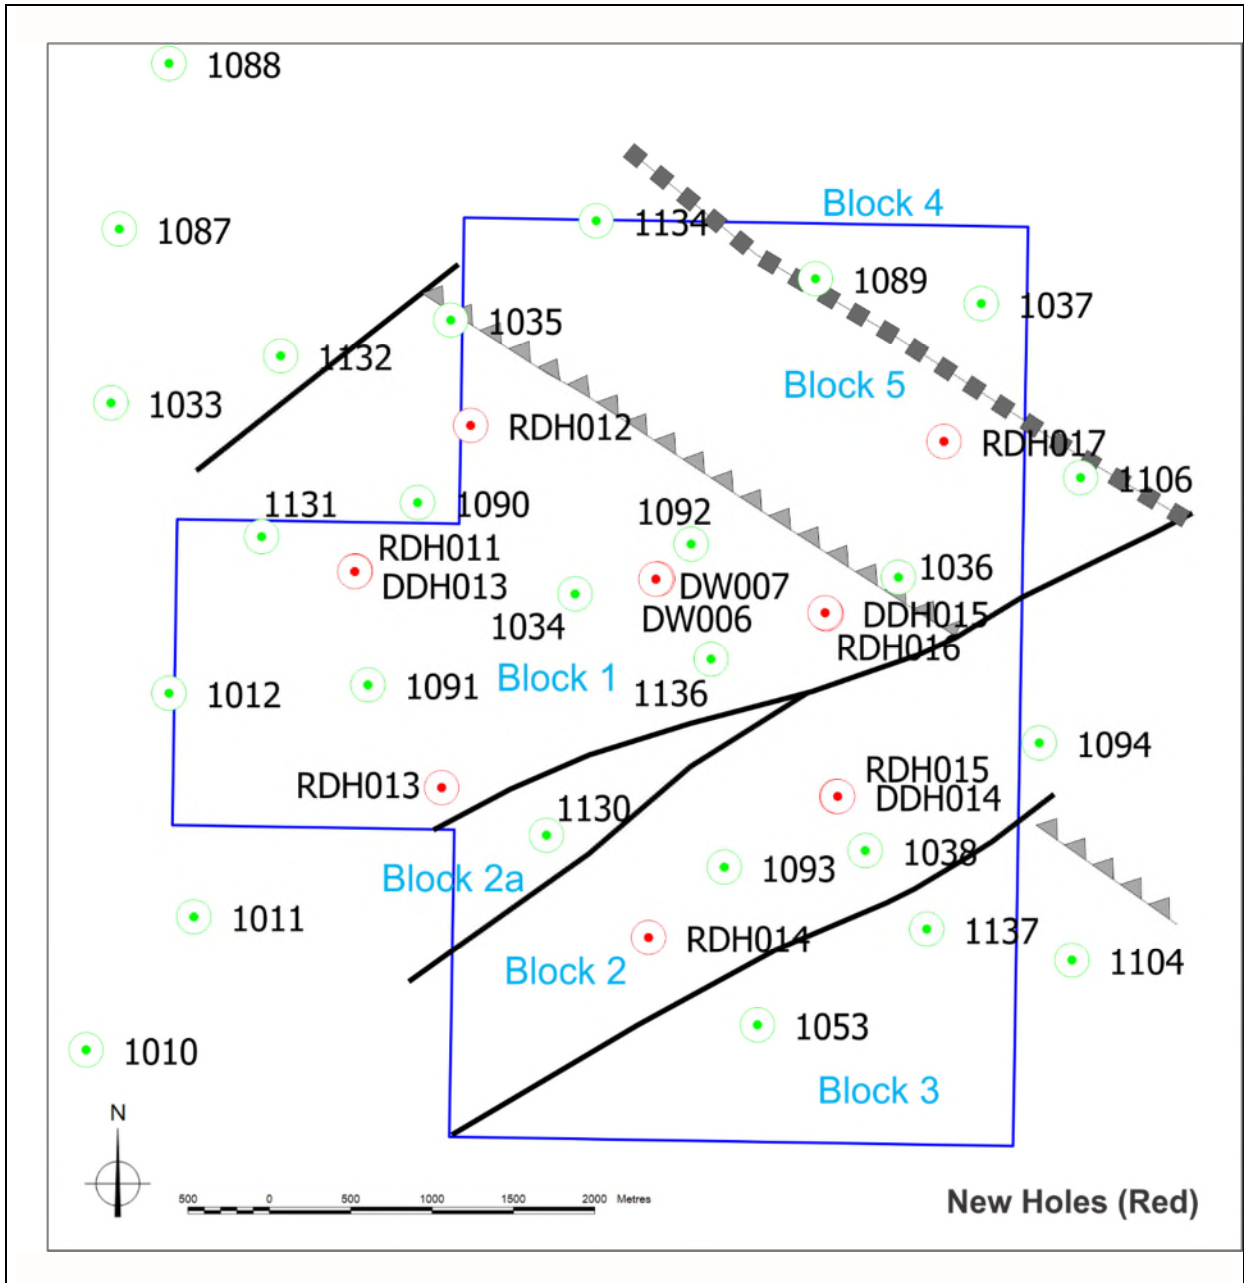 1088
Block 4
1134
1087
1089
1037
1035
1132
Block 5
1033
RDH012
RDH017
1106
1131
1090
1092
RDH011
DDH013
1036
DW007
DW006
DDH015
1034
RDH016
Block 1
1091
1136
1012
1094
RDH015
RDH013
DDH014
1130
1038
1093
Block 2a
1011
1137
RDH014
1104
Block 2
1053
1010
Block 3
N
500 0 500 1000 1500 2000 Metres
New Holes (Red)